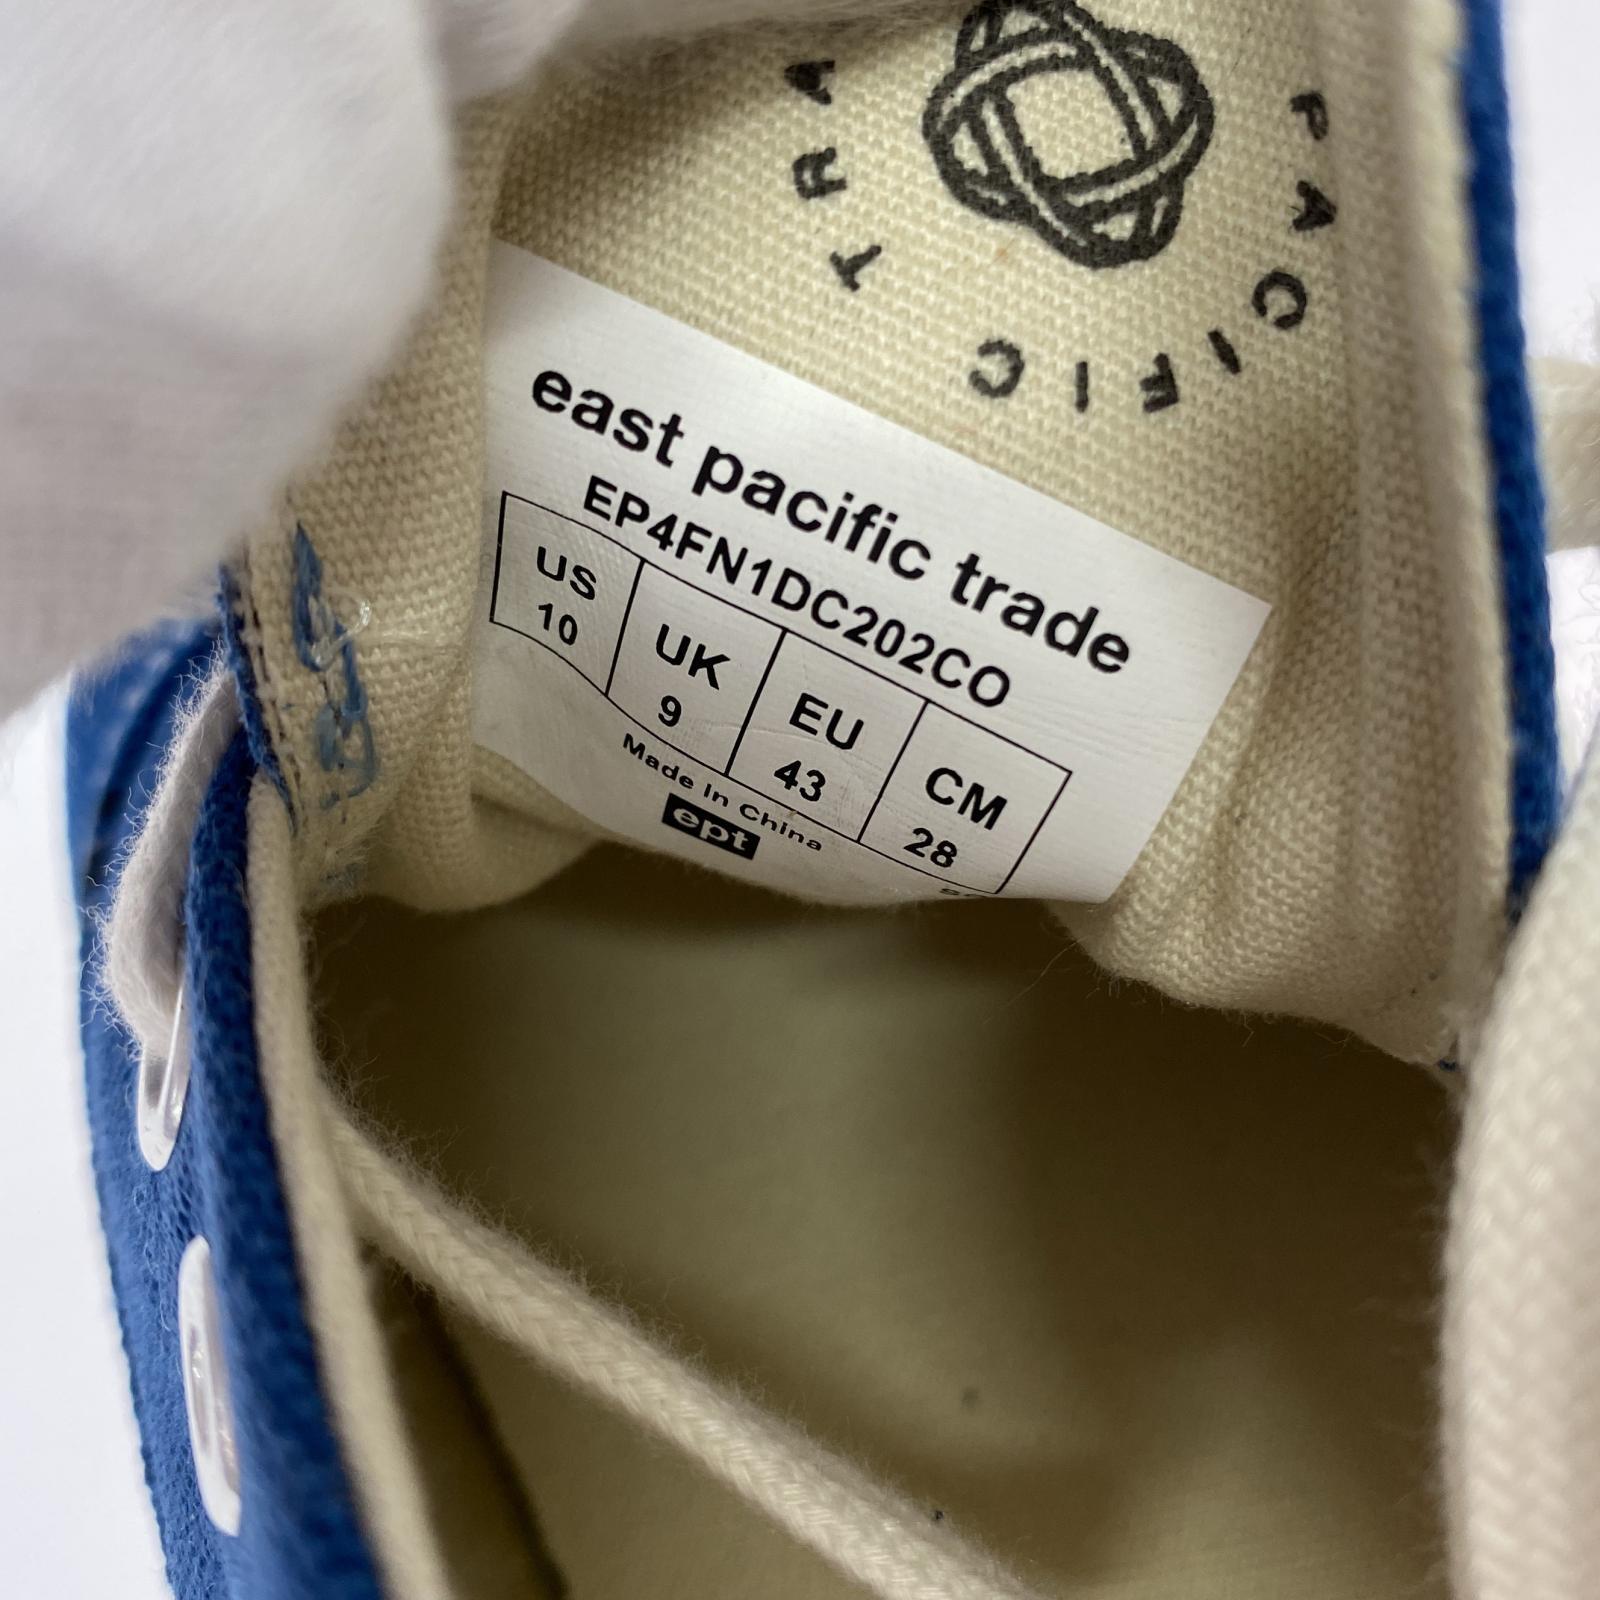 PACIFIC TRA
east pacific trade
EP4FN1DC202CO
US UK EU CM
10 9 43 28
Made In China
ept